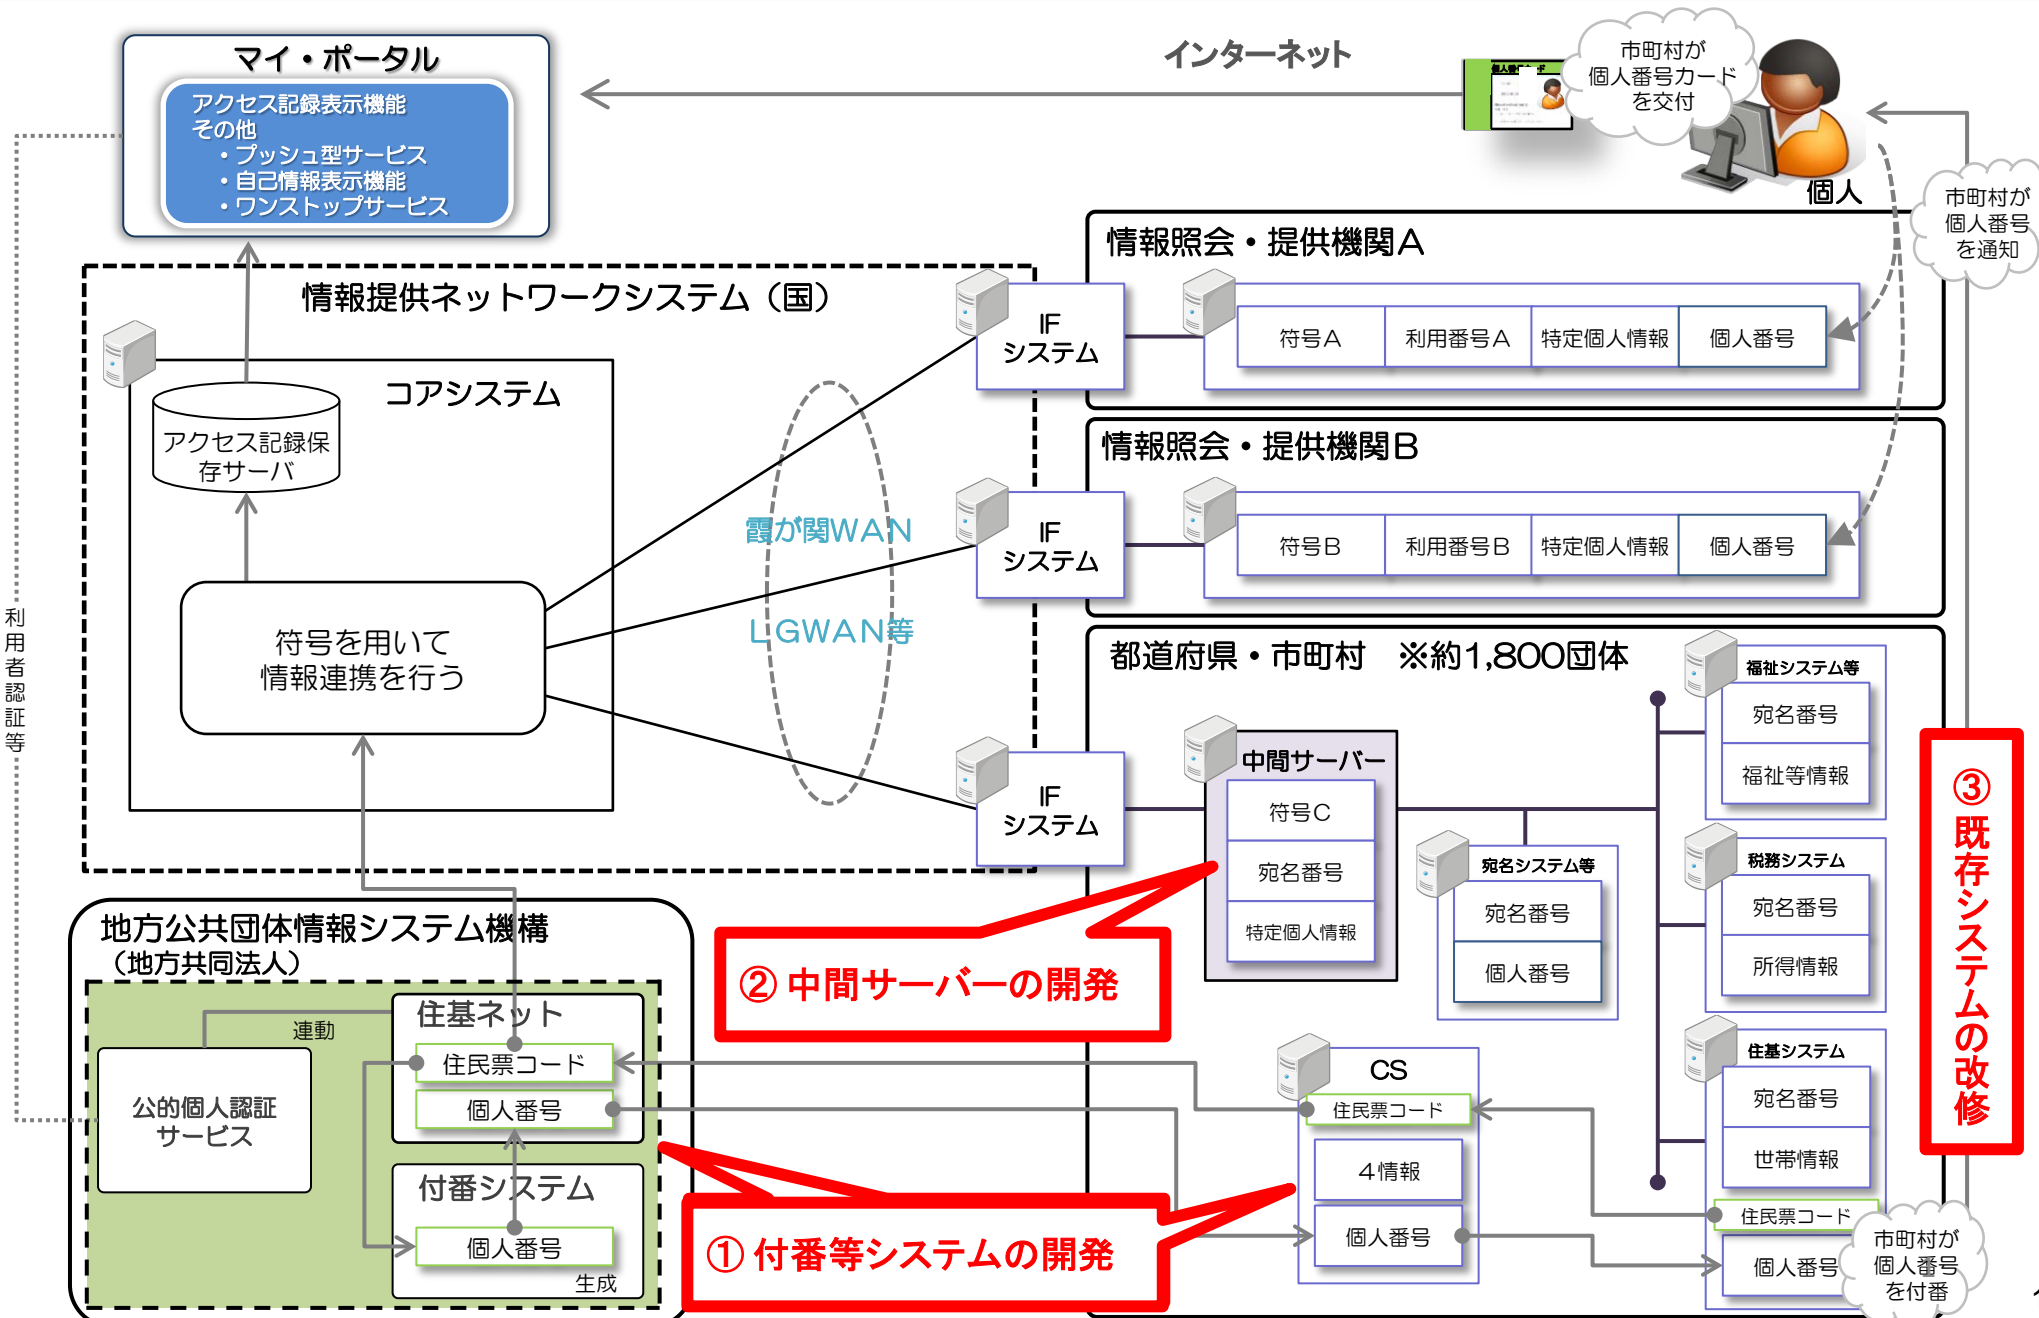 マイ・ポータル
アクセス記録表示機能
その他
・プッシュ型サービス
・自己情報表示機能
・ワンストップサービス
インターネット
個人番号カード
市町村が
個人番号カード
を交付
個人
市町村が
個人番号
を通知
利用者認証等
情報提供ネットワークシステム（国）
コアシステム
アクセス記録保
存サーバ
符号を用いて
情報連携を行う
霞が関WAN
LGWAN等
IF
システム
IF
システム
IF
システム
情報照会・提供機関A
符号A
利用番号A
特定個人情報
個人番号
情報照会・提供機関B
符号B
利用番号B
特定個人情報
個人番号
都道府県・市町村　※約1,800団体
中間サーバー
符号C
宛名番号
特定個人情報
宛名システム等
宛名番号
個人番号
福祉システム等
宛名番号
福祉等情報
税務システム
宛名番号
所得情報
住基システム
宛名番号
世帯情報
住民票コード
個人番号
市町村が
個人番号
を付番
③既存システムの改修
② 中間サーバーの開発
① 付番等システムの開発
CS
住民票コード
4情報
個人番号
地方公共団体情報システム機構
（地方共同法人）
住基ネット
連動
住民票コード
個人番号
公的個人認証
サービス
付番システム
個人番号
生成